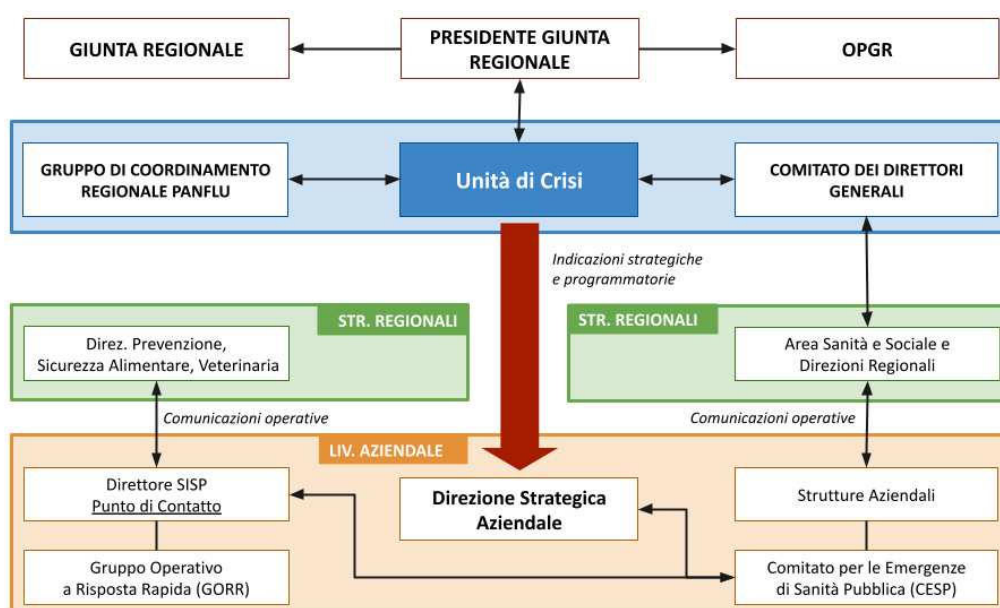 GIUNTA REGIONALE
PRESIDENTE GIUNTA
REGIONALE
OPGR
GRUPPO DI COORDINAMENTO
REGIONALE PANFLU
Unità di Crisi
COMITATO DEI DIRETTORI
GENERALI
Indicazioni strategiche
e programmatorie
STR. REGIONALI
Direz. Prevenzione,
Sicurezza Alimentare, Veterinaria
STR. REGIONALI
Area Sanità e Sociale e
Direzioni Regionali
Comunicazioni operative
Comunicazioni operative
LIV. AZIENDALE
Direttore SISP
Punto di Contatto
Direzione Strategica
Aziendale
Strutture Aziendali
Gruppo Operativo
a Risposta Rapida (GORR)
Comitato per le Emergenze
di Sanità Pubblica (CESP)